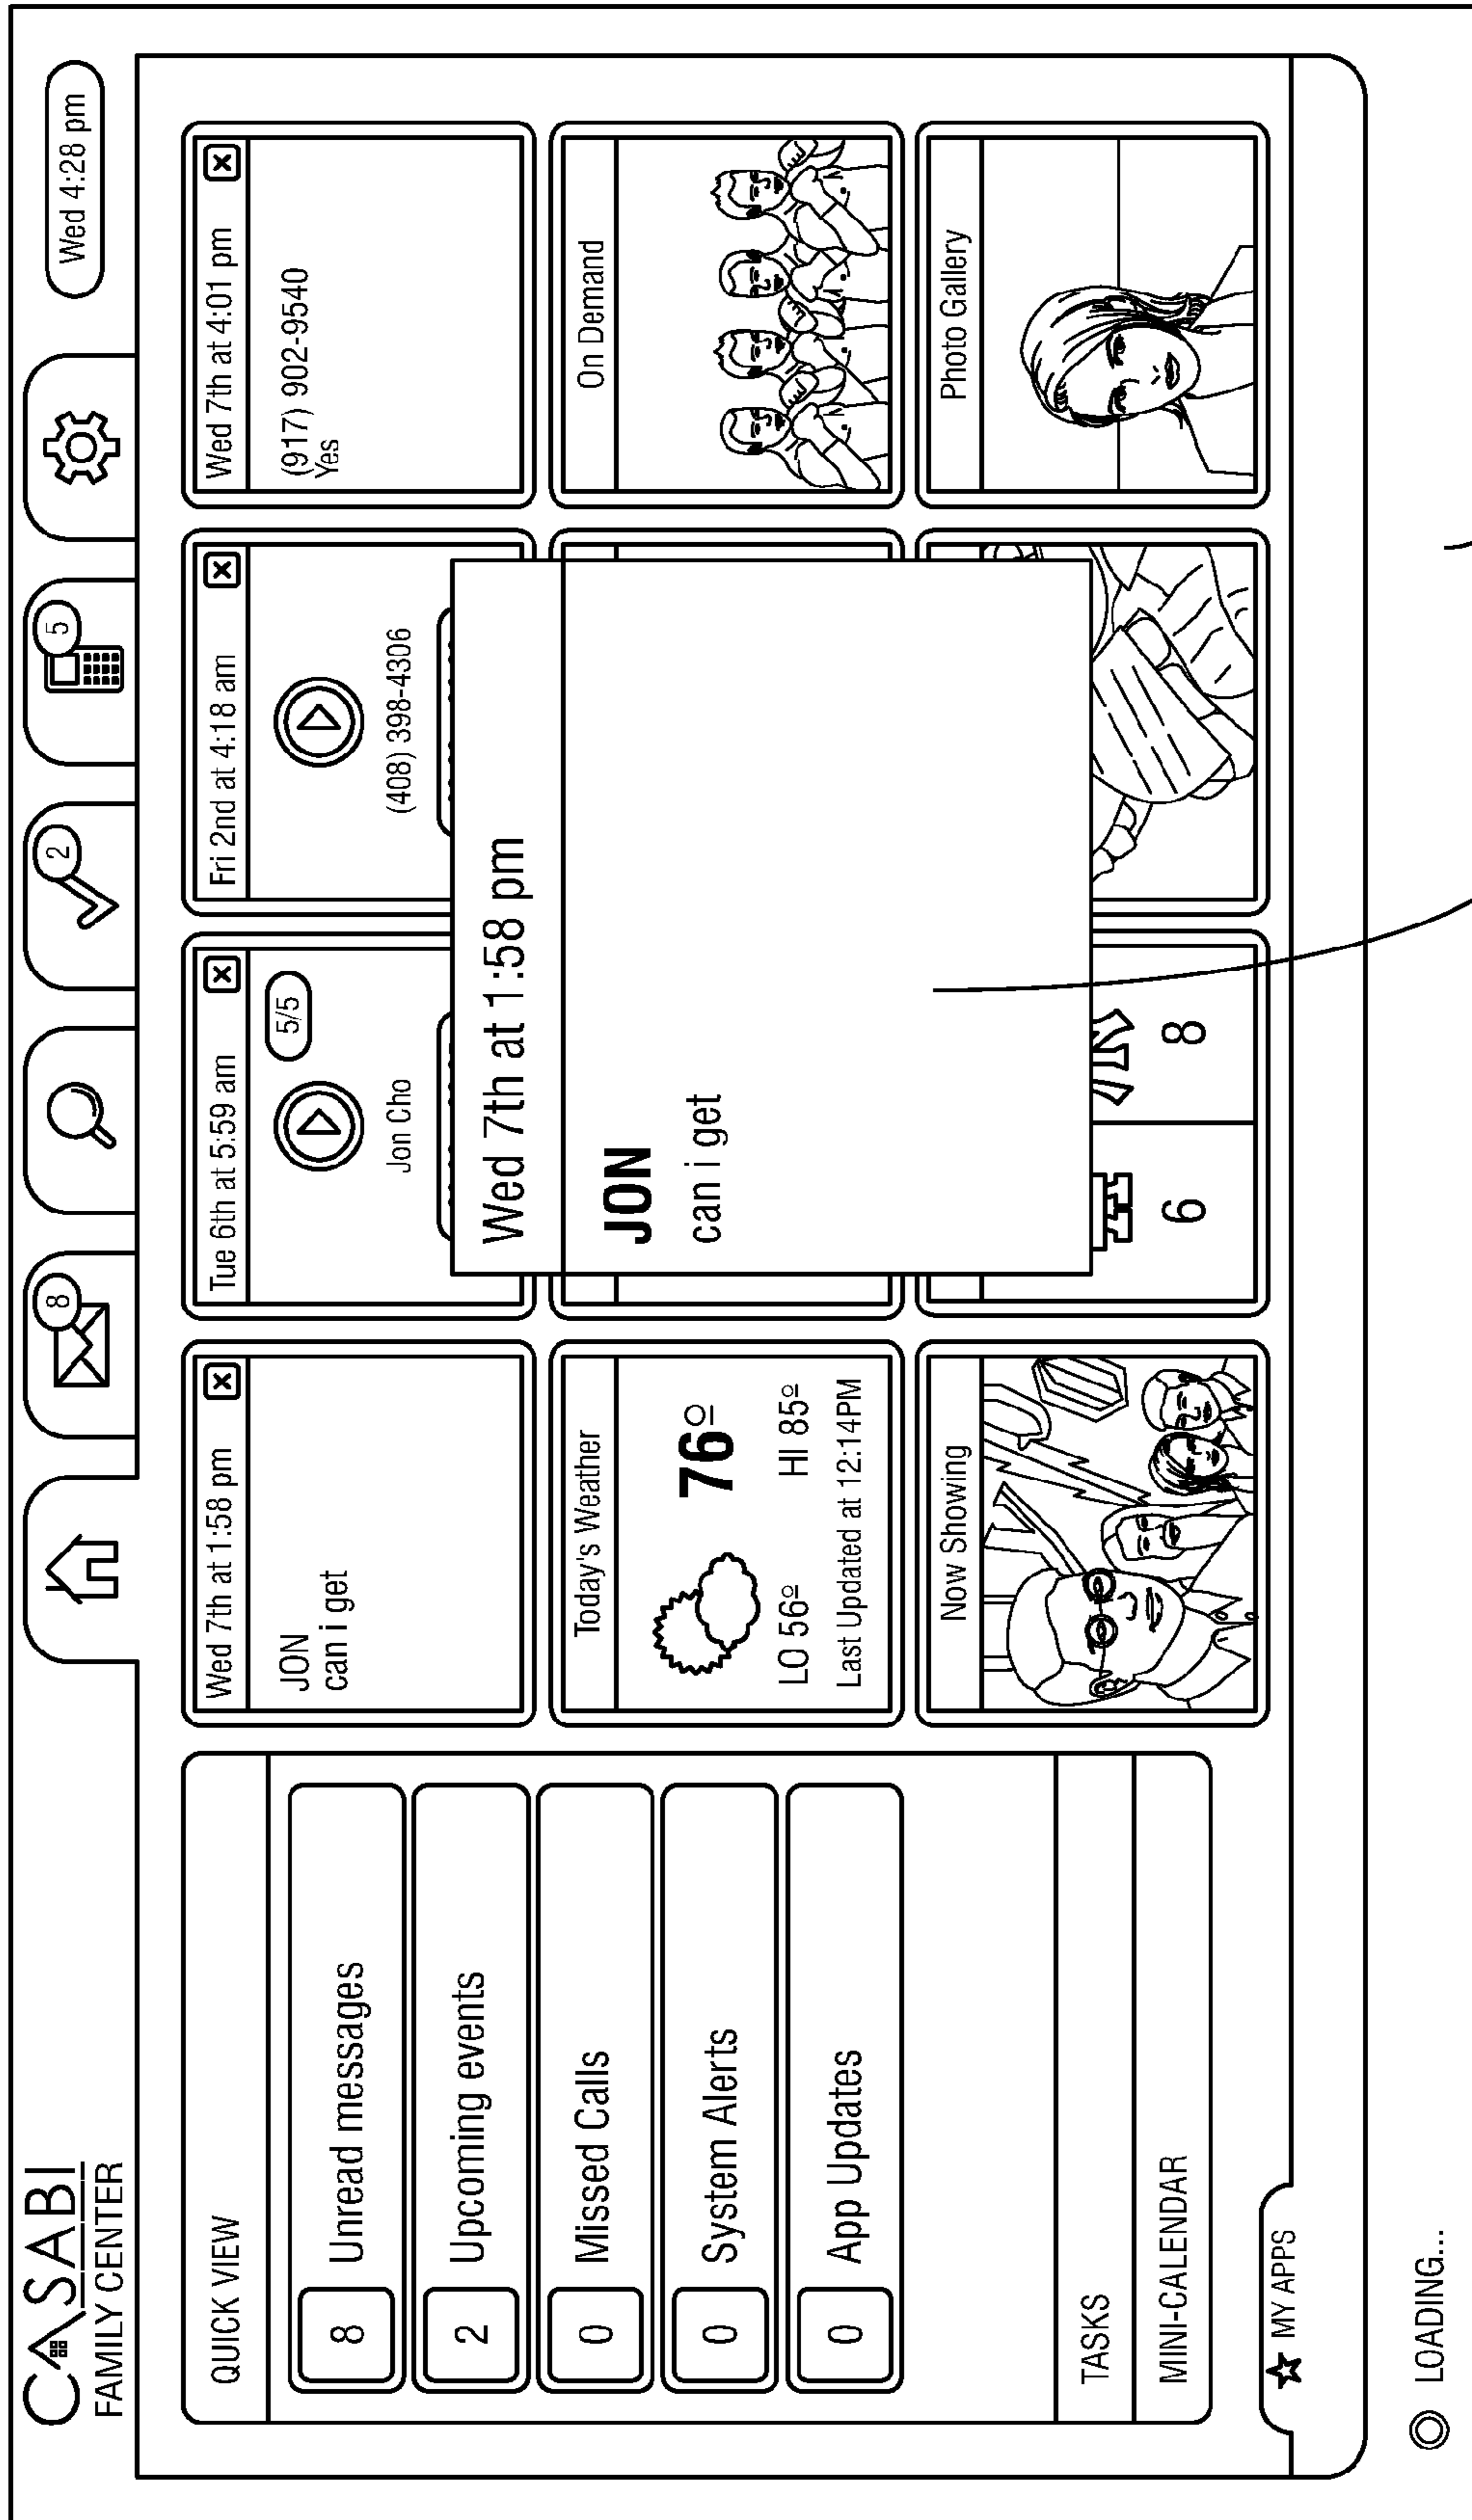 CASABI
FAMILY CENTER
8
2
5
Wed 4:28 pm
QUICK VIEW
8 Unread messages
2 Upcoming events
0 Missed Calls
0 System Alerts
0 App Updates
TASKS
MINI-CALENDAR
Wed 7th at 1:58 pm
JON
can i get
Tue 6th at 5:59 am
5/5
Jon Cho
Fri 2nd at 4:18 am
(408) 398-4306
Wed 7th at 4:01 pm
(917) 902-9540
Yes
Wed 7th at 1:58 pm
JON
can i get
Today's Weather
76º
LO 56º HI 85º
Last Updated at 12:14PM
On Demand
Now Showing
6 8
Photo Gallery
MY APPS
LOADING...